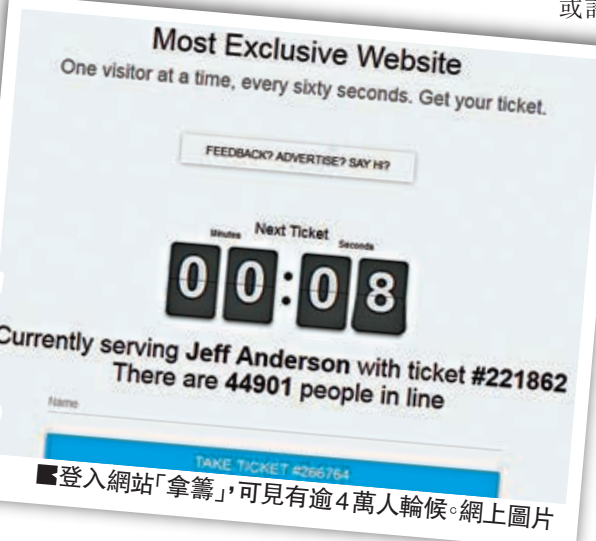 或
Most Exclusive Website
One visitor at a time, every sixty seconds. Get your ticket.
FEEDBACK? ADVERTISE? SAY HI?
Next Ticket
Minutes Seconds
00:08
Currently serving Jeff Anderson with ticket #221862
There are 44901 people in line
Name
TAKE TICKET #266764
■登入網站「拿籌」，可見有逾4萬人輪候。網上圖片